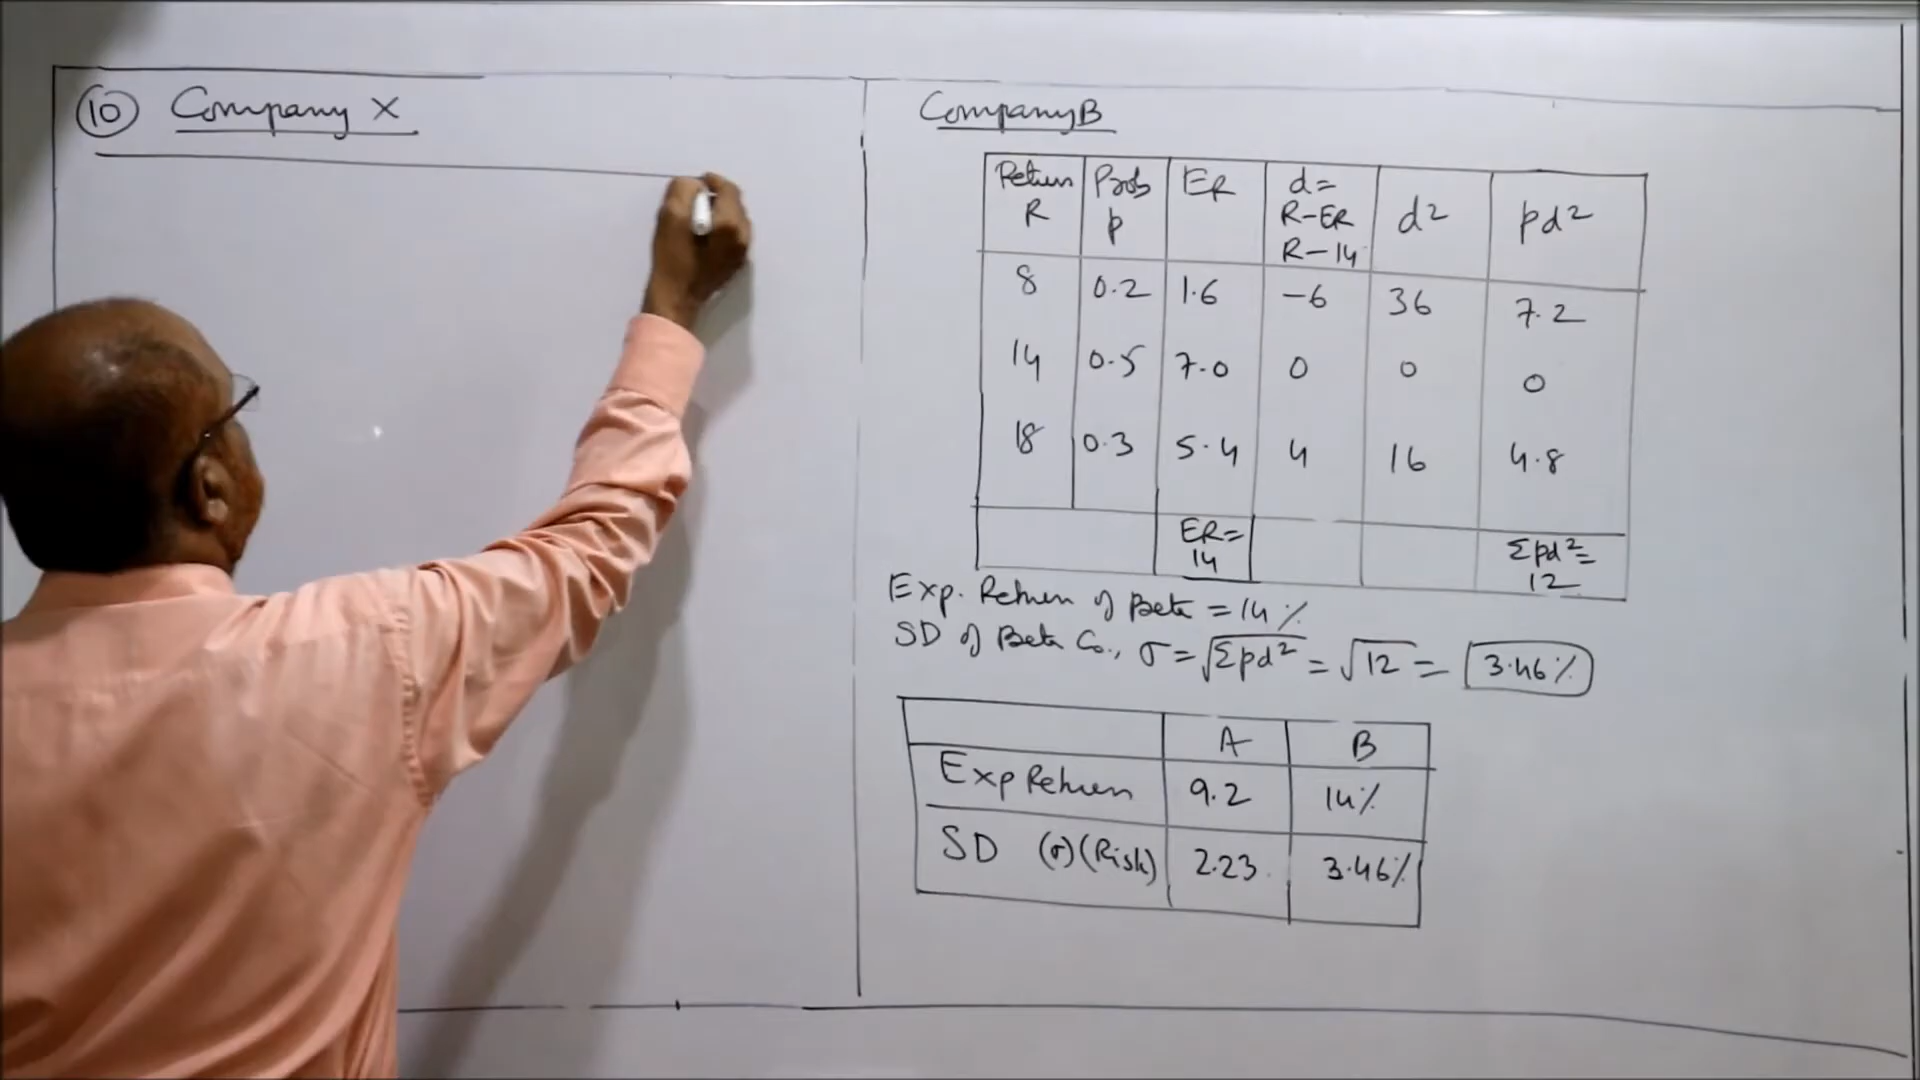 10 Company X
Company B
Return R | Prob p | ER | d= R-ER R-14 | d2 | pd2
8 | 0.2 | 1.6 | -6 | 36 | 7.2
14 | 0.5 | 7.0 | 0 | 0 | 0
18 | 0.3 | 5.4 | 4 | 16 | 4.8
ER= 14 | Σpd2= 12
Exp. Return of Beta = 14%
SD of Beta Co., σ = √Σpd2 = √12 = 3.46%
A | B
Exp Return | 9.2 | 14%
SD (σ)(Risk) | 2.23 | 3.46%